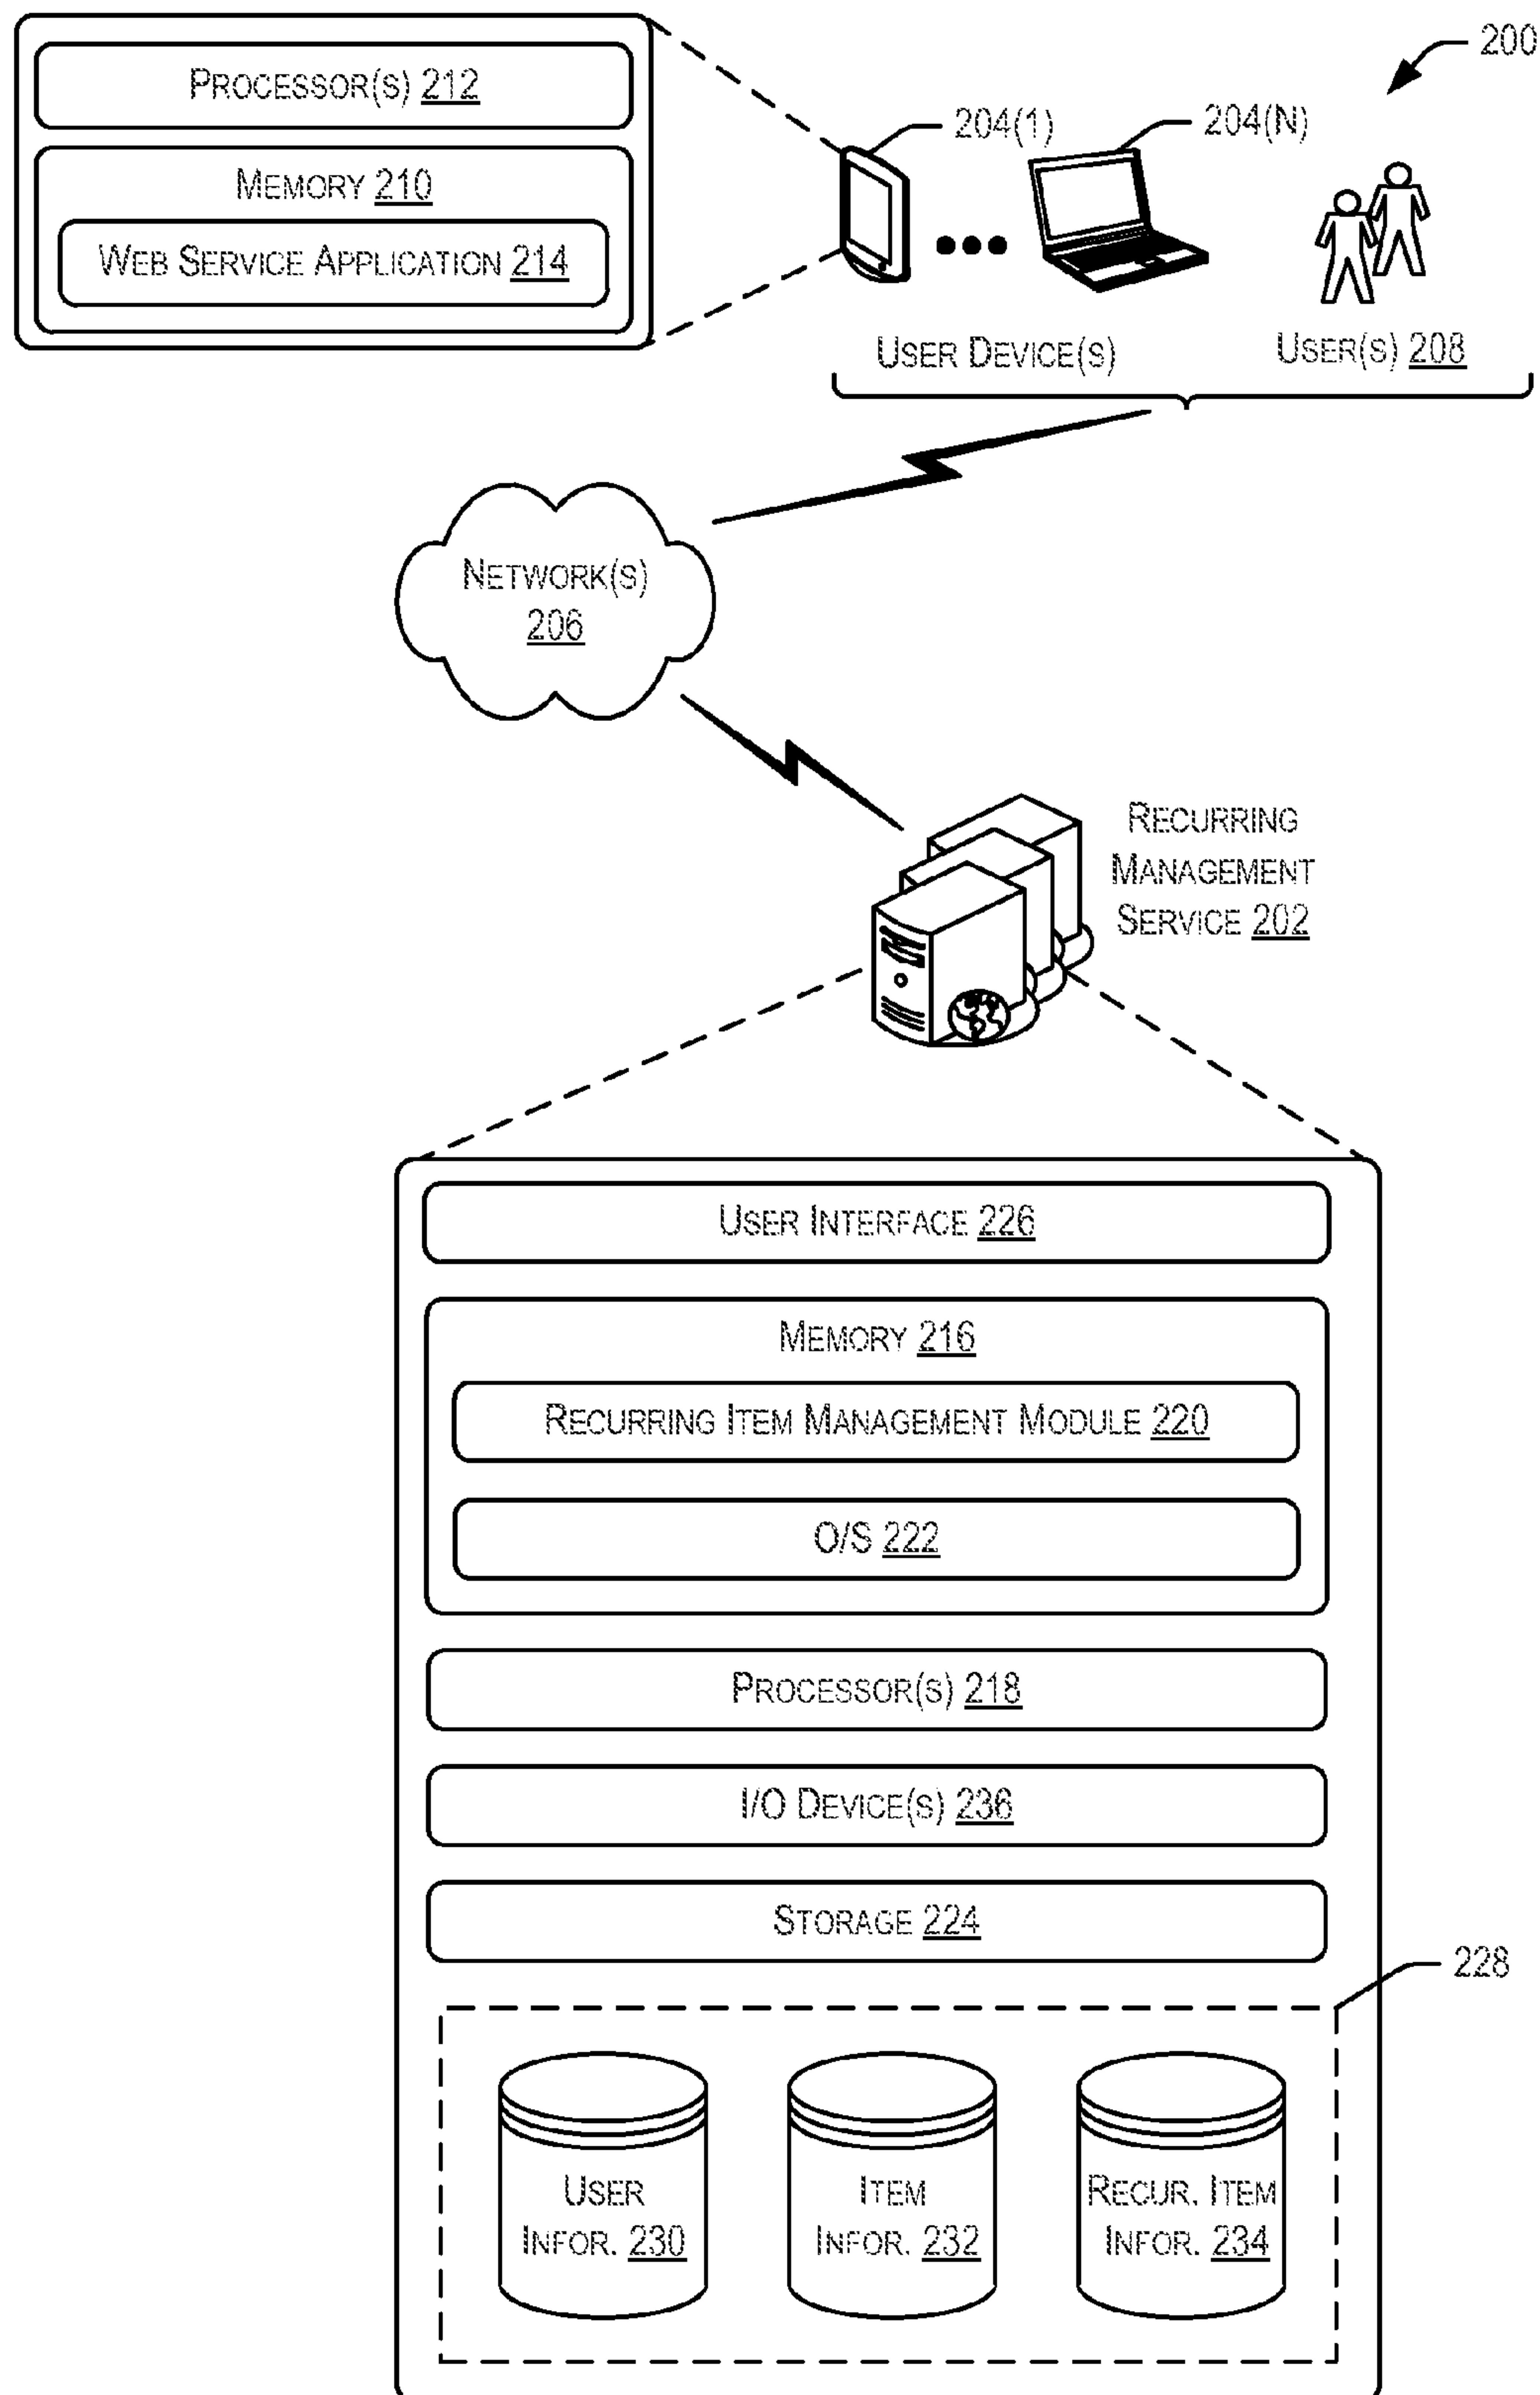 200
PROCESSOR(S) 212
204(1)
204(N)
MEMORY 210
WEB SERVICE APPLICATION 214
USER DEVICE(S)
USER(S) 208
NETWORK(S)
206
RECURRING
MANAGEMENT
SERVICE 202
USER INTERFACE 226
MEMORY 216
RECURRING ITEM MANAGEMENT MODULE 220
O/S 222
PROCESSOR(S) 218
I/O DEVICE(S) 236
STORAGE 224
228
USER
INFOR. 230
ITEM
INFOR. 232
RECUR. ITEM
INFOR. 234